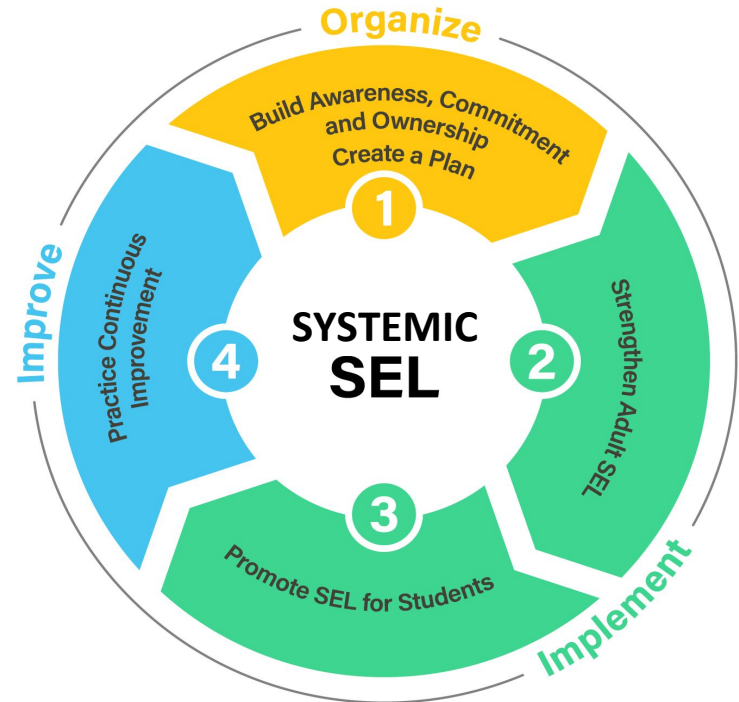 Organize
Build Awareness, Commitment
and Ownership
Create a Plan
1
Strengthen Adult SEL
2
Implement
Promote SEL for Students
3
Improve
Practice Continuous
Improvement
4
SYSTEMIC
SEL